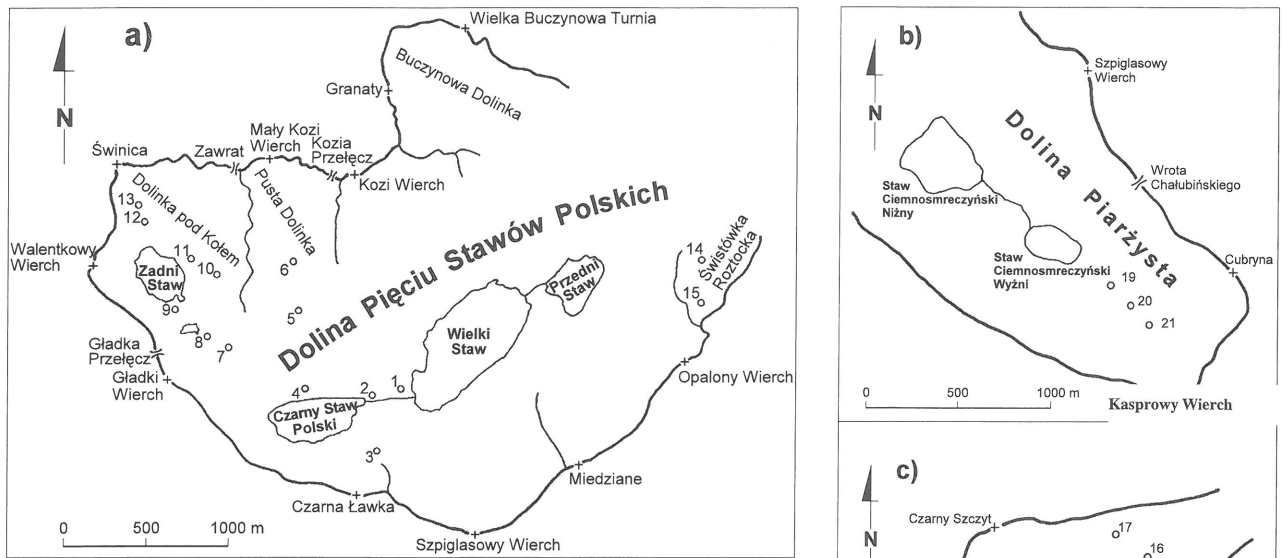 a)
N
Wielka Buczynowa Turnia
Buczynowa Dolinka
Granaty
Mały Kozi
Wierch
Kozia
Przełęcz
Zawrat
Świnica
Kozi Wierch
Dolinka pod Kołem
Pusta Dolinka
13
12
11
10
Walentkowy
Wierch
Zadni
Staw
9
8
7
6
5
Dolina Pięciu Stawów Polskich
Przedni
Staw
Wielki
Staw
14
15
Świstówka
Roztocka
Gładka
Przełęcz
Gładki
Wierch
Opalony Wierch
4
2
1
Czarny Staw
Polski
3
Miedziane
Czarna Ławka
Szpiglasowy Wierch
0 500 1000 m
b)
N
Szpiglasowy
Wierch
Dolina Piarżysta
Wrota
Chałubińskiego
Staw
Ciemnosmreczyński
Niżny
Staw
Ciemnosmreczyński
Wyżni
Cubryna
19
20
21
0 500 1000 m
Kasprowy Wierch
c)
N
Czarny Szczyt
17
16